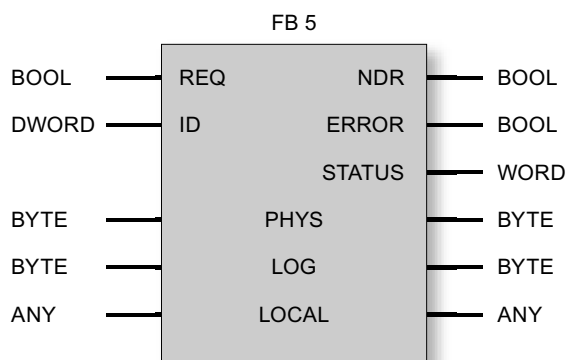 FB 5
BOOL REQ NDR BOOL
DWORD ID ERROR BOOL
STATUS WORD
BYTE PHYS BYTE
BYTE LOG BYTE
ANY LOCAL ANY